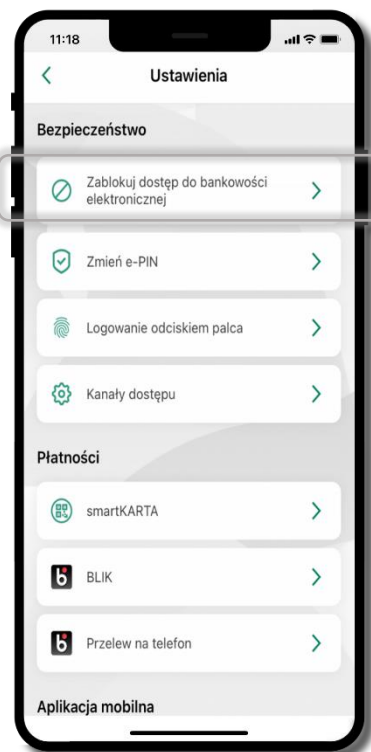 11:18
Ustawienia
Bezpieczeństwo
Zablokuj dostęp do bankowości
elektronicznej
Zmień e-PIN
Logowanie odciskiem palca
Kanały dostępu
Płatności
smartKARTA
BLIK
Przelew na telefon
Aplikacja mobilna